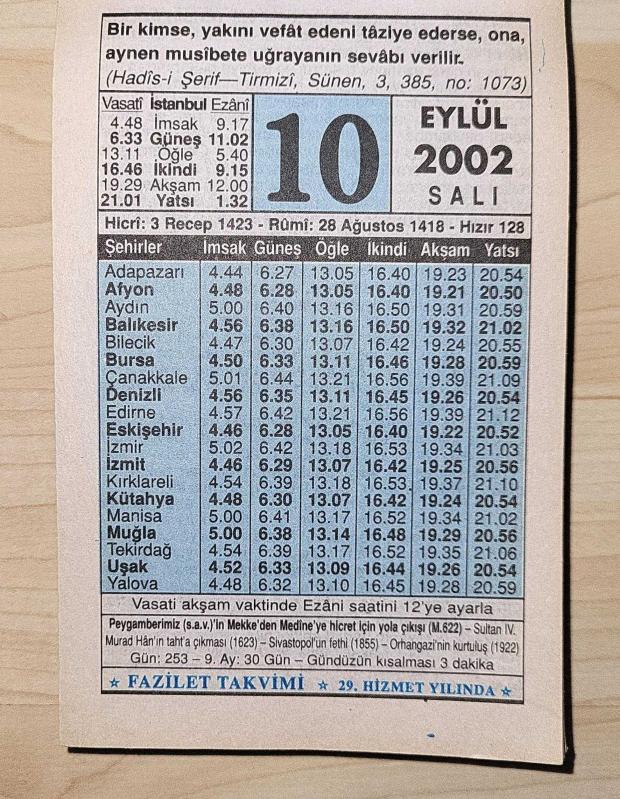 Bir kimse, yakını vefât edeni tâziye ederse, ona,
aynen musîbete uğrayanın sevâbı verilir.
(Hadîs-i Şerif—Tirmizî, Sünen, 3, 385, no: 1073)
Vasatî İstanbul Ezânî
4.48 İmsak 9.17
6.33 Güneş 11.02
13.11 Öğle 5.40
16.46 İkindi 9.15
19.29 Akşam 12.00
21.01 Yatsı 1.32
10
EYLÜL
2002
SALI
Hicrî: 3 Recep 1423 - Rûmî: 28 Ağustos 1418 - Hızır 128
Şehirler İmsak Güneş Öğle İkindi Akşam Yatsı
Adapazarı 4.44 6.27 13.05 16.40 19.23 20.54
Afyon 4.48 6.28 13.05 16.40 19.21 20.50
Aydın 5.00 6.40 13.16 16.50 19.31 20.59
Balıkesir 4.56 6.38 13.16 16.50 19.32 21.02
Bilecik 4.47 6.30 13.07 16.42 19.24 20.55
Bursa 4.50 6.33 13.11 16.46 19.28 20.59
Çanakkale 5.01 6.44 13.21 16.56 19.39 21.09
Denizli 4.56 6.35 13.11 16.45 19.26 20.54
Edirne 4.57 6.42 13.21 16.56 19.39 21.12
Eskişehir 4.46 6.28 13.05 16.40 19.22 20.52
İzmir 5.02 6.42 13.18 16.53 19.34 21.03
İzmit 4.46 6.29 13.07 16.42 19.25 20.56
Kırklareli 4.54 6.39 13.18 16.53 19.37 21.10
Kütahya 4.48 6.30 13.07 16.42 19.24 20.54
Manisa 5.00 6.41 13.17 16.52 19.34 21.02
Muğla 5.00 6.38 13.14 16.48 19.29 20.56
Tekirdağ 4.54 6.39 13.17 16.52 19.35 21.06
Uşak 4.52 6.33 13.09 16.44 19.26 20.54
Yalova 4.48 6.32 13.10 16.45 19.28 20.59
Vasati akşam vaktinde Ezâni saatini 12'ye ayarla
Peygamberimiz (s.a.v.)'in Mekke'den Medîne'ye hicret için yola çıkışı (M.622) – Sultan IV.
Murad Hân'ın taht'a çıkması (1623) – Sivastopol'un fethi (1855) – Orhangazi'nin kurtuluş (1922)
Gün: 253 – 9. Ay: 30 Gün – Gündüzün kısalması 3 dakika
★ FAZİLET TAKVİMİ ★ 29. HİZMET YILINDA ★